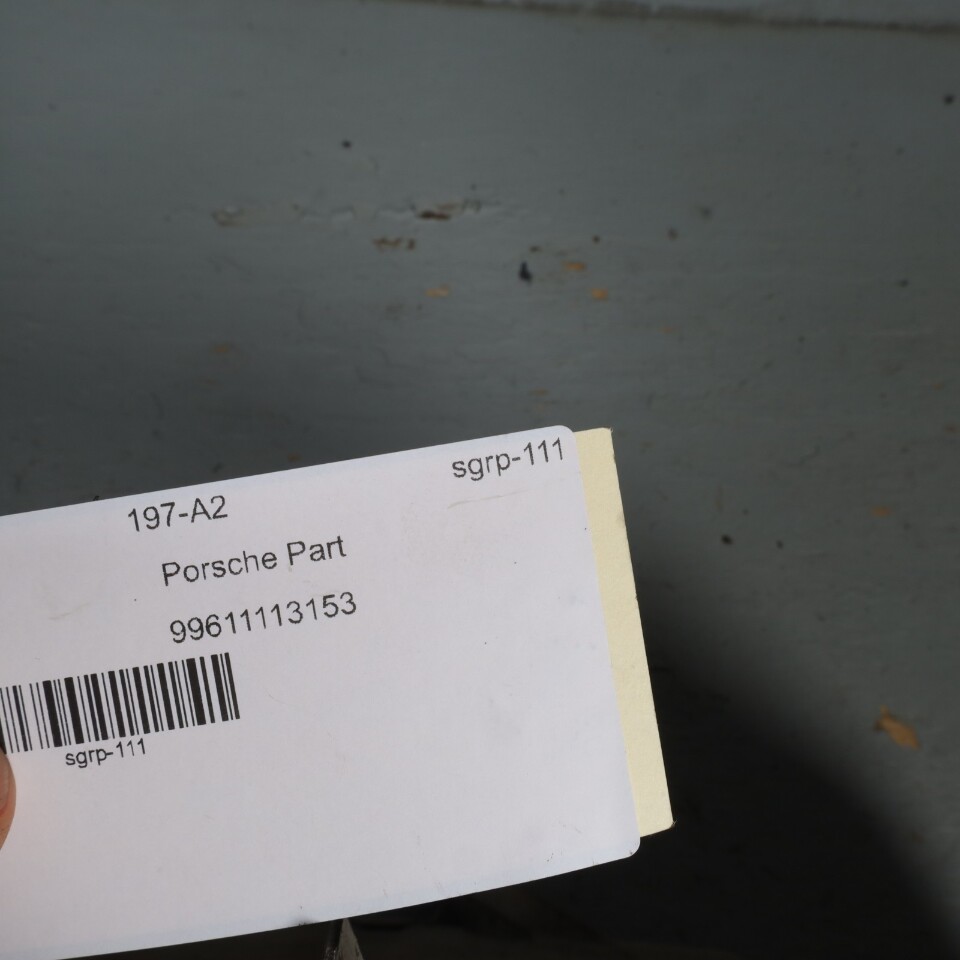 sgrp-111
197-A2
Porsche Part
99611113153
sgrp-111